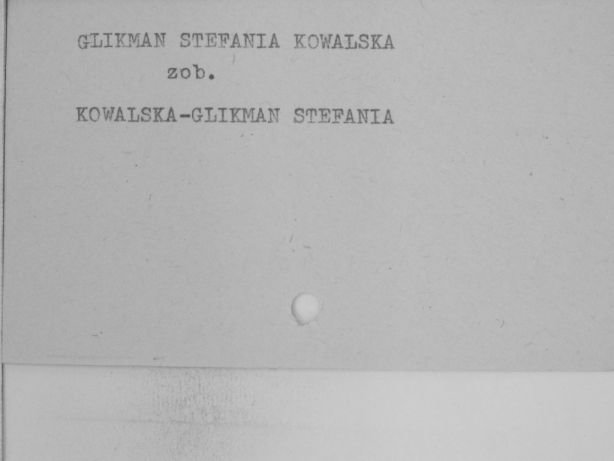 GLIKMAN STEFANIA KOWALSKA
zob.
KOWALSKA-GLIKMAN STEFANIA